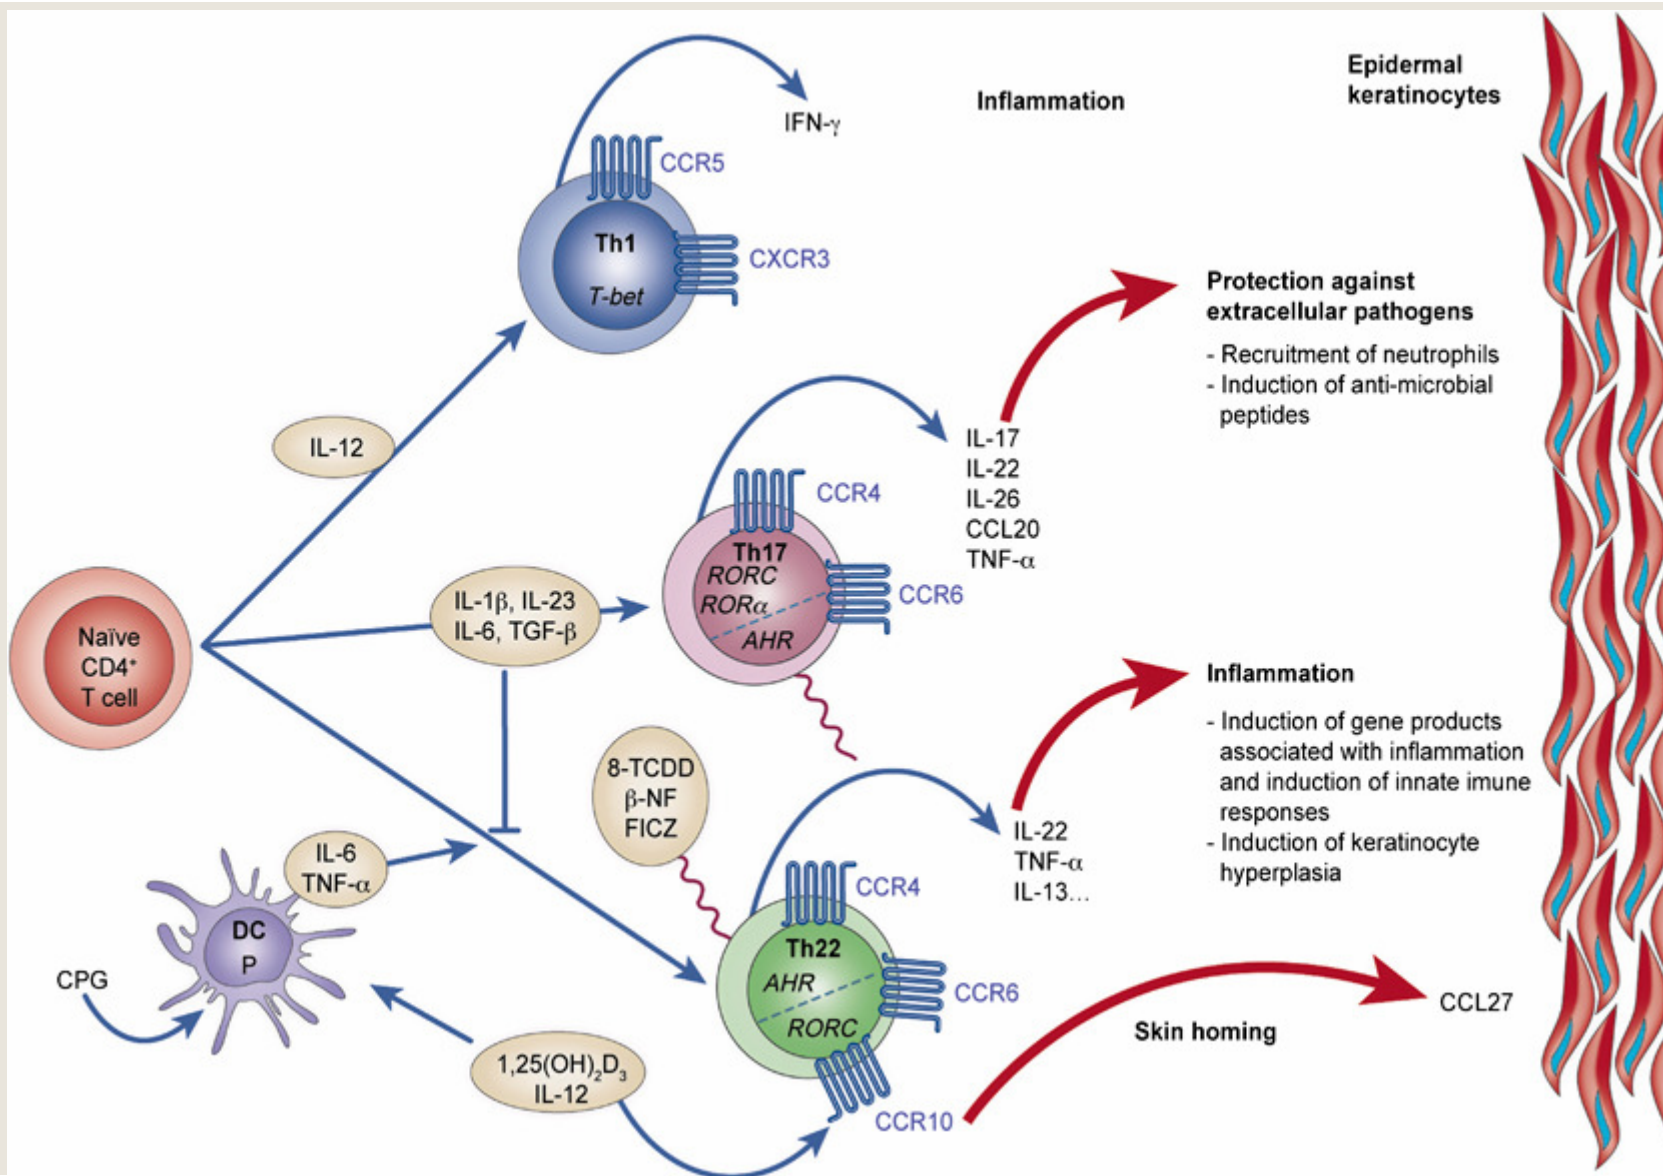 IFN-γ
Inflammation
Epidermal
keratinocytes
CCR5
Th1
T-bet
CXCR3
IL-12
Protection against
extracellular pathogens
- Recruitment of neutrophils
- Induction of anti-microbial
peptides
IL-17
IL-22
IL-26
CCL20
TNF-α
CCR4
Th17
RORC
RORα
AHR
CCR6
IL-1β, IL-23
IL-6, TGF-β
Naïve
CD4⁺
T cell
Inflammation
- Induction of gene products
associated with inflammation
and induction of innate imune
responses
- Induction of keratinocyte
hyperplasia
8-TCDD
β-NF
FICZ
IL-22
TNF-α
IL-13...
IL-6
TNF-α
DC
P
CPG
CCR4
Th22
AHR
RORC
CCR6
CCR10
1,25(OH)₂D₃
IL-12
Skin homing
CCL27